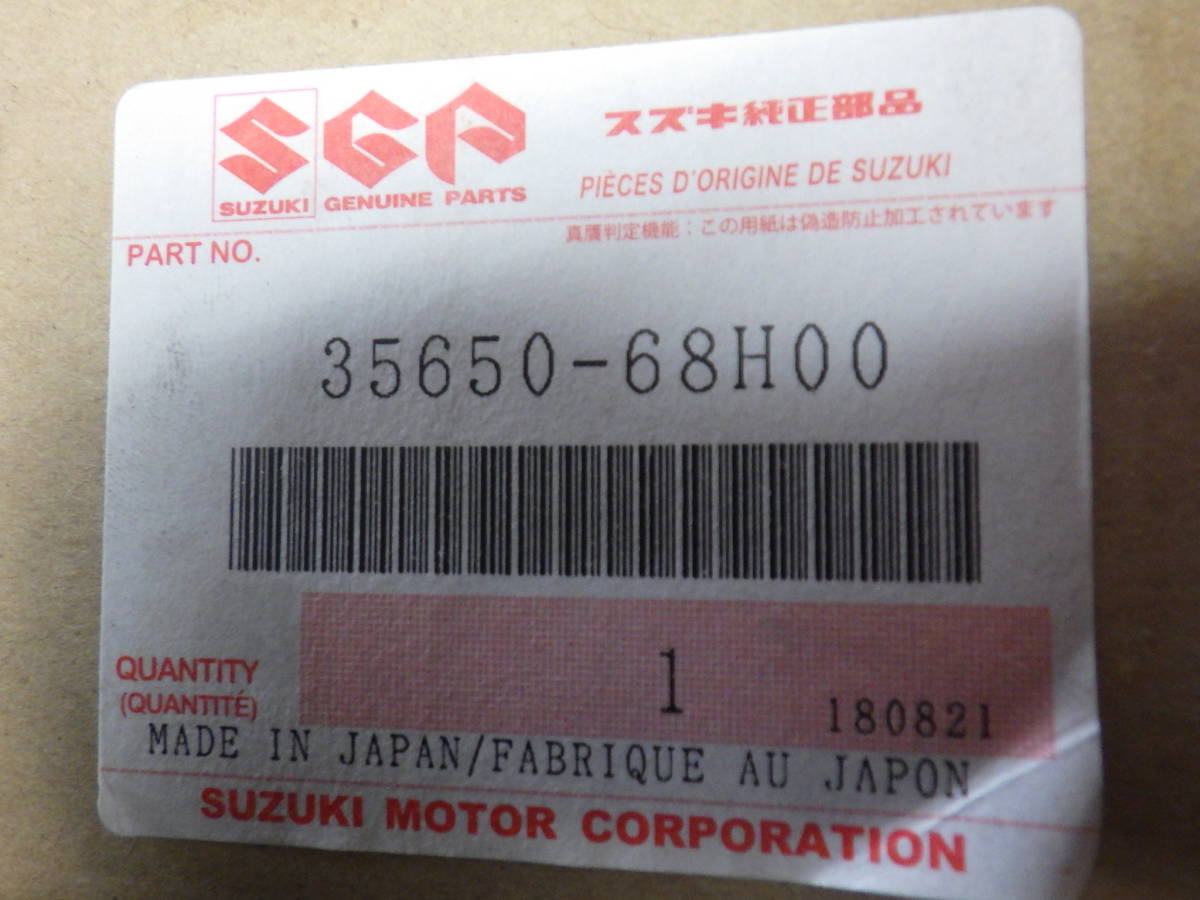 SGP
SUZUKI GENUINE PARTS
スズキ純正部品
PIÈCES D'ORIGINE DE SUZUKI
真贋判定機能：この用紙は偽造防止加工されています
PART NO.
35650-68H00
QUANTITY
(QUANTITÉ)
1
180821
MADE IN JAPAN/FABRIQUE AU JAPON
SUZUKI MOTOR CORPORATION